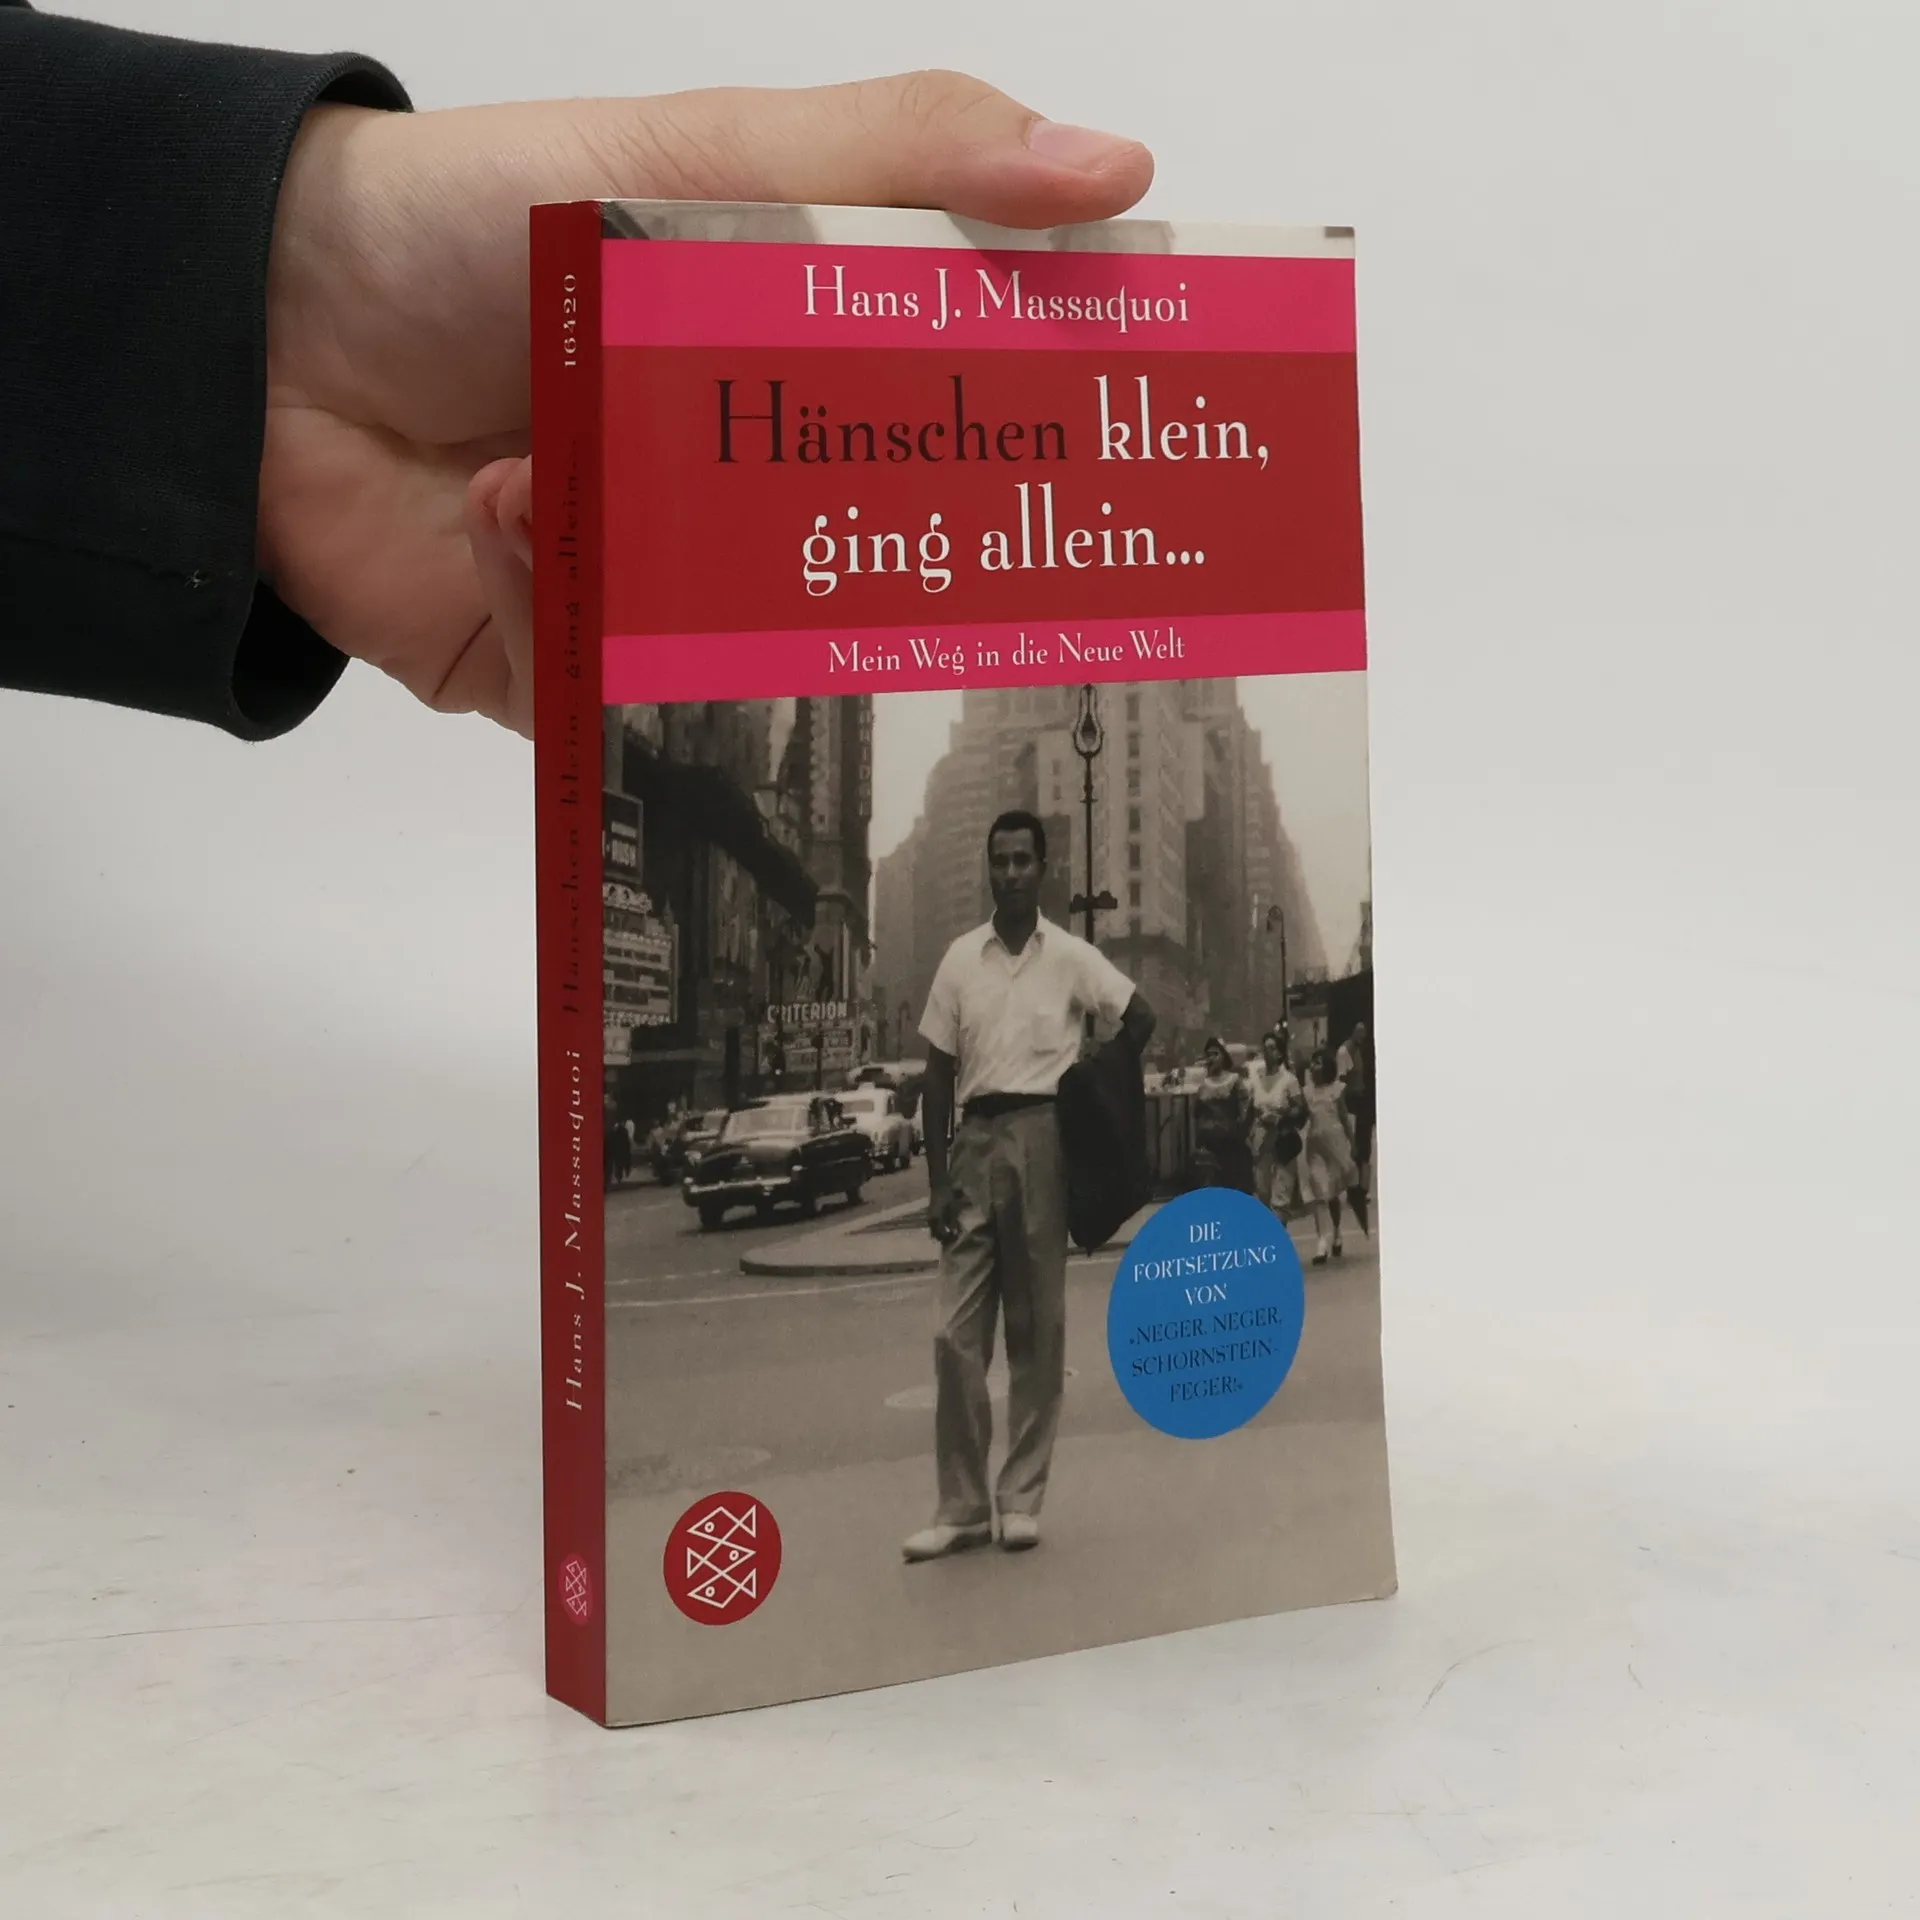 Hans J. Massaquoi
Hänschen klein,
ging allein...
Mein Weg in die Neue Welt
CRITERION
DIE
FORTSETZUNG
VON
»NEGER, NEGER,
SCHORNSTEIN-
FEGER!«
Hans J. Massaquoi Hänschen klein, ging allein... 16420